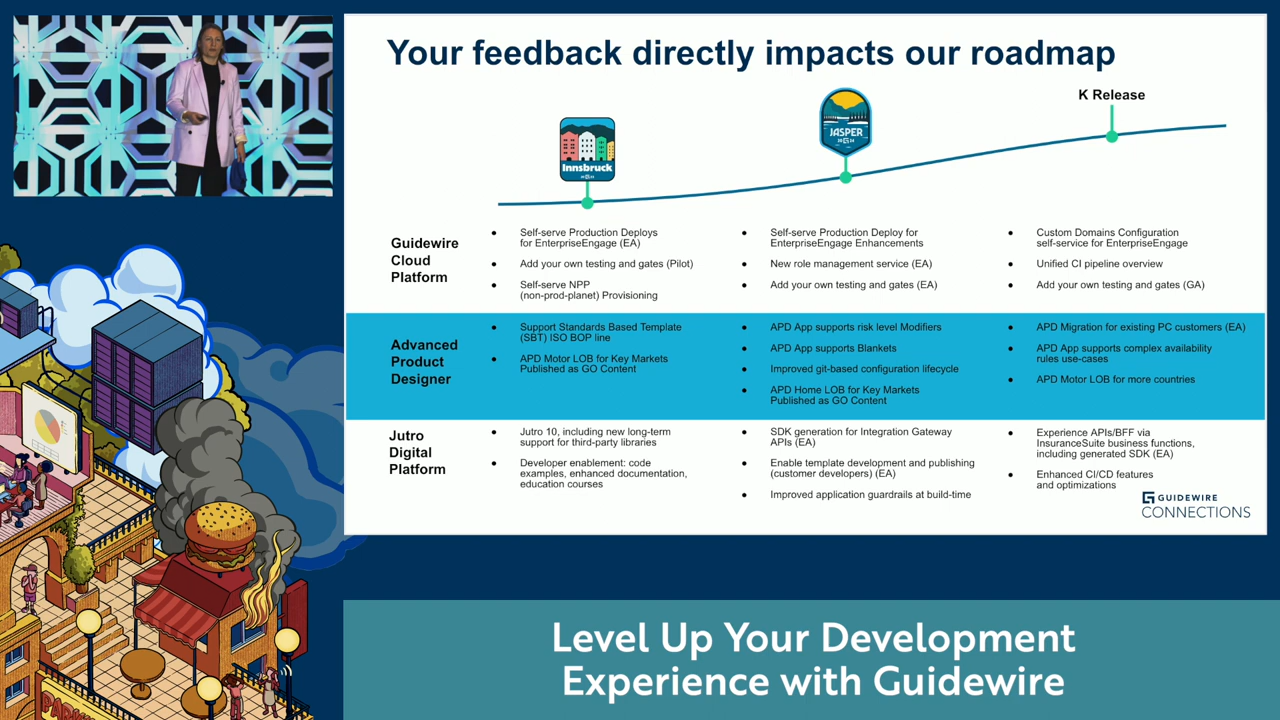 Your feedback directly impacts our roadmap
K Release
JASPER
Innsbruck
Guidewire
Cloud
Platform
● Self-serve Production Deploys
for EnterpriseEngage (EA)
● Add your own testing and gates (Pilot)
● Self-serve NPP
(non-prod-planet) Provisioning
● Self-serve Production Deploy for
EnterpriseEngage Enhancements
● New role management service (EA)
● Add your own testing and gates (EA)
● Custom Domains Configuration
self-service for EnterpriseEngage
● Unified CI pipeline overview
● Add your own testing and gates (GA)
Advanced
Product
Designer
● Support Standards Based Template
(SBT) ISO BOP line
● APD Motor LOB for Key Markets
Published as GO Content
● APD App supports risk level Modifiers
● APD App supports Blankets
● Improved git-based configuration lifecycle
● APD Home LOB for Key Markets
Published as GO Content
● APD Migration for existing PC customers (EA)
● APD App supports complex availability
rules use-cases
● APD Motor LOB for more countries
Jutro
Digital
Platform
● Jutro 10, including new long-term
support for third-party libraries
● Developer enablement: code
examples, enhanced documentation,
education courses
● SDK generation for Integration Gateway
APIs (EA)
● Enable template development and publishing
(customer developers) (EA)
● Improved application guardrails at build-time
● Experience APIs/BFF via
InsuranceSuite business functions,
including generated SDK (EA)
● Enhanced CI/CD features
and optimizations
GUIDEWIRE
CONNECTIONS
Level Up Your Development
Experience with Guidewire